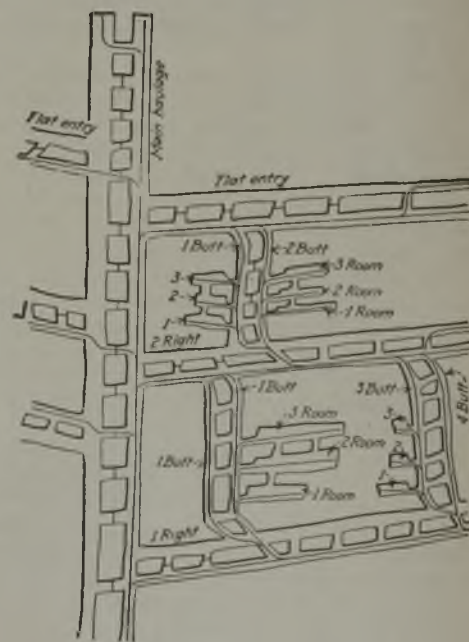 Main haulage
Flat entry
Flat entry
1 Butt
2 Butt
3
3 Room
2
2 Room
1
1 Room
2 Right
1 Butt
3 Butt
4 Butt
3 Room
3
1 Butt
2 Room
2
1
1 Room
1 Right